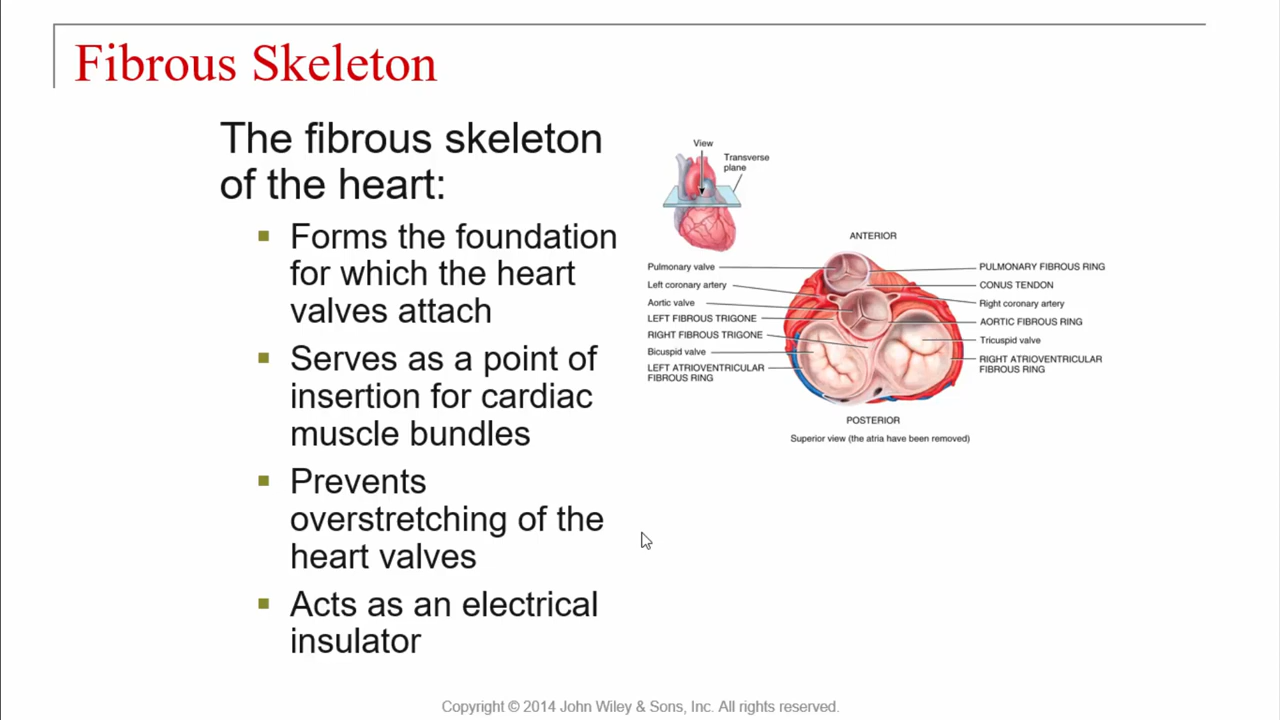 Fibrous Skeleton
The fibrous skeleton
of the heart:
Forms the foundation
for which the heart
valves attach
Serves as a point of
insertion for cardiac
muscle bundles
Prevents
overstretching of the
heart valves
Acts as an electrical
insulator
View
Transverse
plane
ANTERIOR
Pulmonary valve
Left coronary artery
Aortic valve
LEFT FIBROUS TRIGONE
RIGHT FIBROUS TRIGONE
Bicuspid valve
LEFT ATRIOVENTRICULAR
FIBROUS RING
PULMONARY FIBROUS RING
CONUS TENDON
Right coronary artery
AORTIC FIBROUS RING
Tricuspid valve
RIGHT ATRIOVENTRICULAR
FIBROUS RING
POSTERIOR
Superior view (the atria have been removed)
Copyright © 2014 John Wiley & Sons, Inc. All rights reserved.